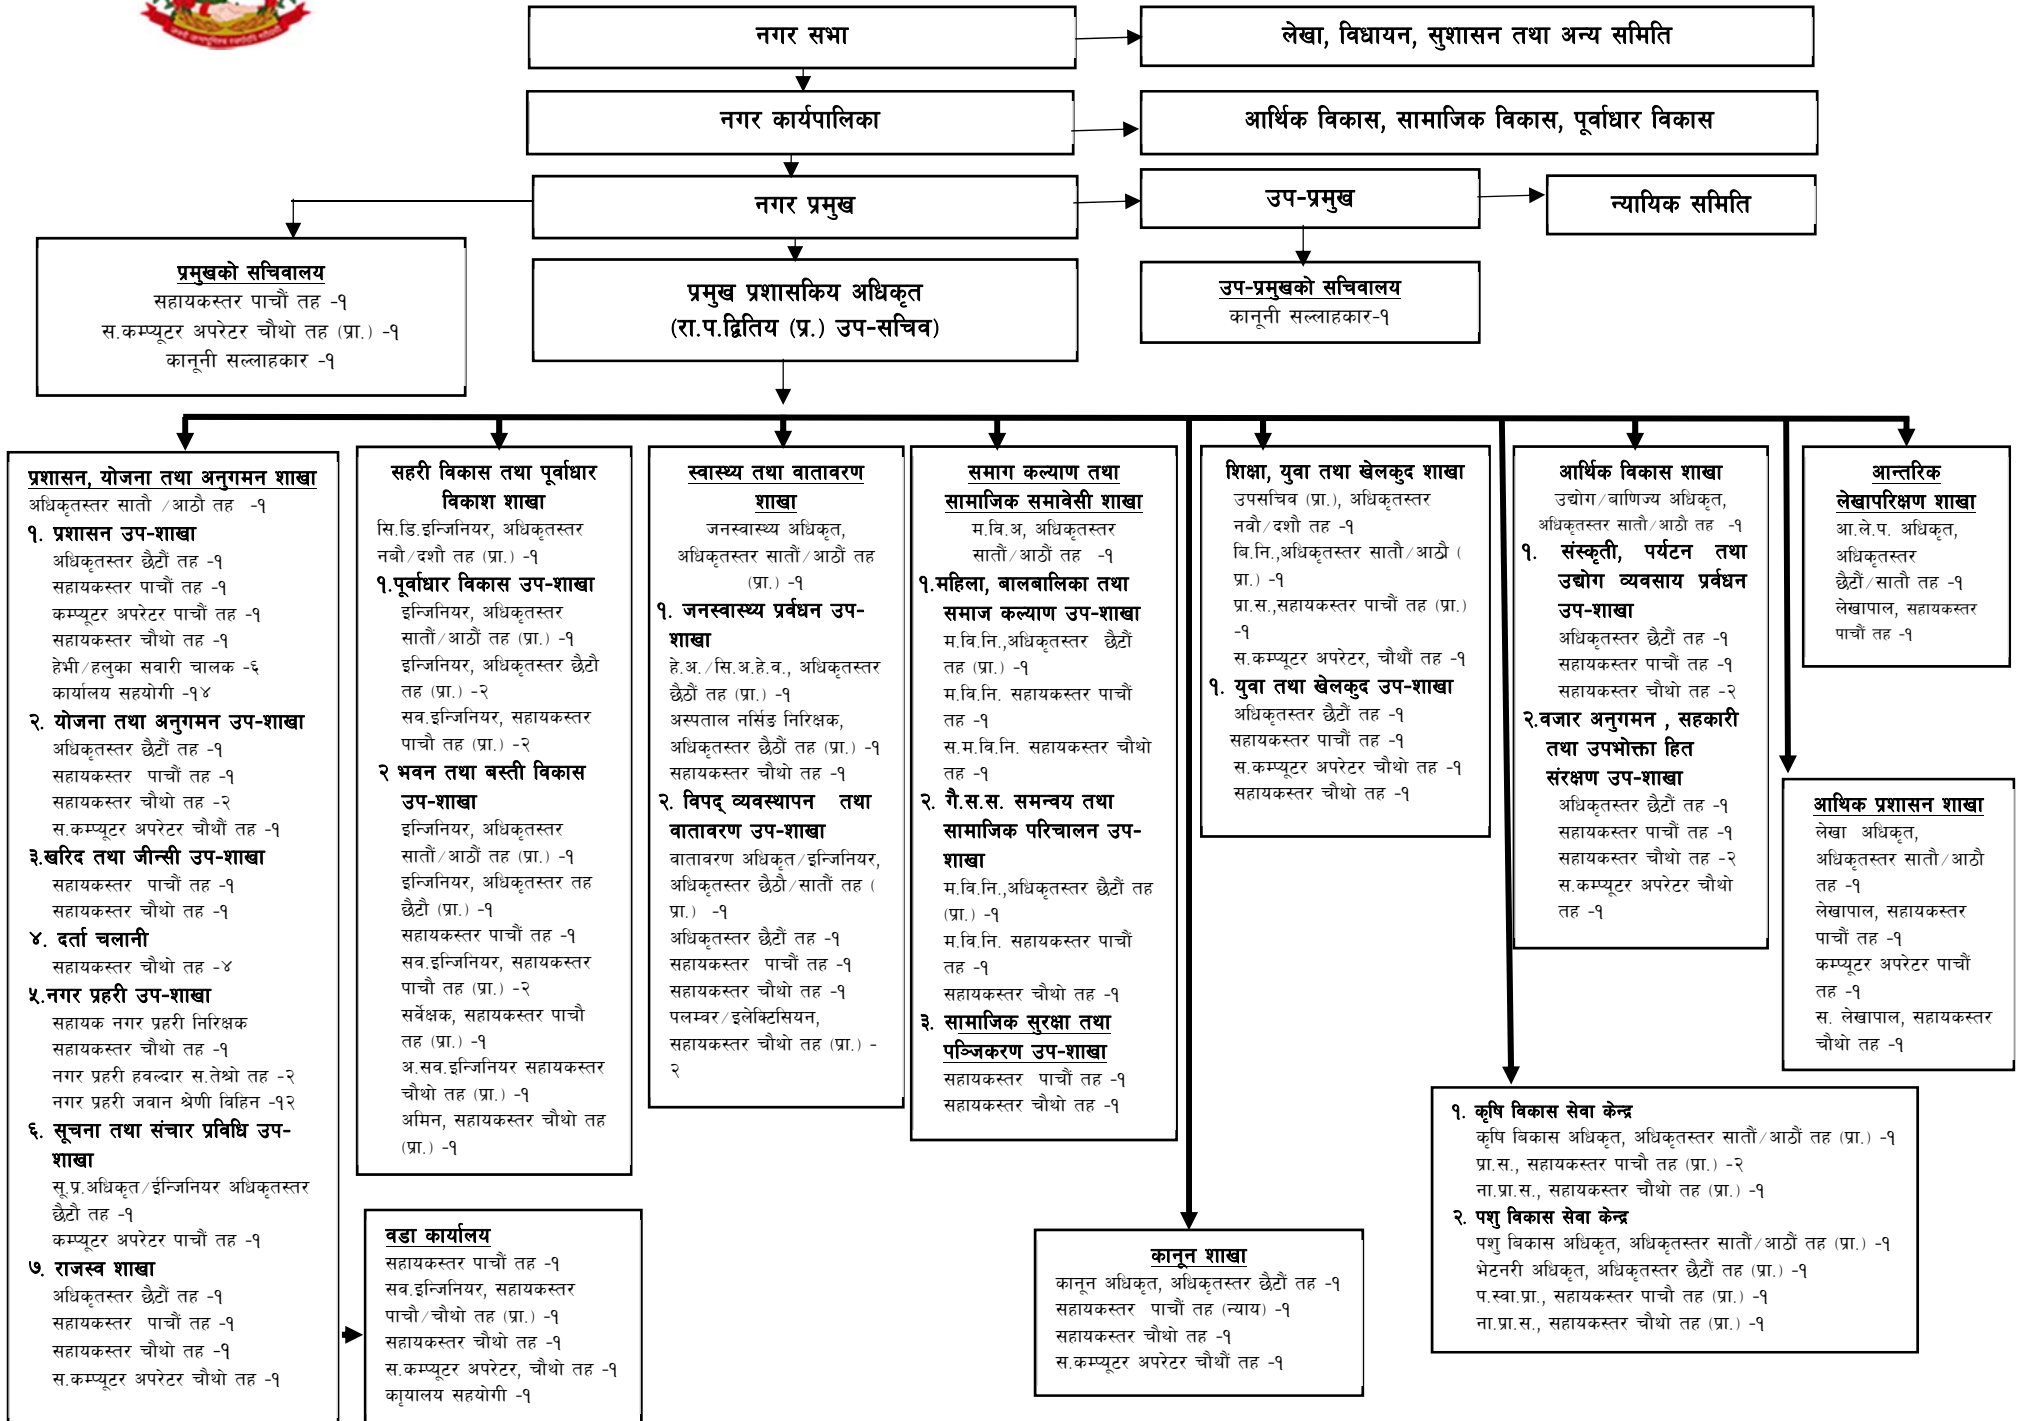 नगर सभा
लेखा, विधायन, सुशासन तथा अन्य समिति
नगर कार्यपालिका
आर्थिक विकास, सामाजिक विकास, पूर्वाधार विकास
नगर प्रमुख
उप-प्रमुख
न्यायिक समिति
प्रमुखको सचिवालय
सहायकस्तर पाचौं तह -१
स.कम्प्यूटर अपरेटर चौथो तह (प्रा.) -१
कानूनी सल्लाहकार -१
प्रमुख प्रशासकिय अधिकृत
(रा.प.द्वितिय (प्र.) उप-सचिव)
उप-प्रमुखको सचिवालय
कानूनी सल्लाहकार-१
प्रशासन, योजना तथा अनुगमन शाखा
अधिकृतस्तर सातौ /आठौ तह -१
१. प्रशासन उप-शाखा
अधिकृतस्तर छैटौं तह -१
सहायकस्तर पाचौं तह -१
कम्प्यूटर अपरेटर पाचौं तह -१
सहायकस्तर चौथो तह -१
हेभी/हलुका सवारी चालक -६
कार्यालय सहयोगी -१४
२. योजना तथा अनुगमन उप-शाखा
अधिकृतस्तर छैटौं तह -१
सहायकस्तर पाचौं तह -१
सहायकस्तर चौथो तह -२
स.कम्प्यूटर अपरेटर चौथौं तह -१
३.खरिद तथा जीन्सी उप-शाखा
सहायकस्तर पाचौं तह -१
सहायकस्तर चौथो तह -१
४. दर्ता चलानी
सहायकस्तर चौथो तह -४
५.नगर प्रहरी उप-शाखा
सहायक नगर प्रहरी निरिक्षक
सहायकस्तर चौथो तह -१
नगर प्रहरी हवल्दार स.तेश्रो तह -२
नगर प्रहरी जवान श्रेणी विहिन -१२
६. सूचना तथा संचार प्रविधि उप-
शाखा
सू.प्र.अधिकृत/ईन्जिनियर अधिकृतस्तर
छैटौ तह -१
कम्प्यूटर अपरेटर पाचौं तह -१
७. राजस्व शाखा
अधिकृतस्तर छैटौं तह -१
सहायकस्तर पाचौं तह -१
सहायकस्तर चौथो तह -१
स.कम्प्यूटर अपरेटर चौथो तह -१
सहरी विकास तथा पूर्वाधार
विकाश शाखा
सि.डि.इन्जिनियर, अधिकृतस्तर
नवौ/दशौ तह (प्रा.) -१
१.पूर्वाधार विकास उप-शाखा
इन्जिनियर, अधिकृतस्तर
सातौं/आठौं तह (प्रा.) -१
इन्जिनियर, अधिकृतस्तर छैटौ
तह (प्रा.) -२
सव.इन्जिनियर, सहायकस्तर
पाचौ तह (प्रा.) -२
२ भवन तथा बस्ती विकास
उप-शाखा
इन्जिनियर, अधिकृतस्तर
सातौं/आठौं तह (प्रा.) -१
इन्जिनियर, अधिकृतस्तर तह
छैटौ (प्रा.) -१
सहायकस्तर पाचौं तह -१
सव.इन्जिनियर, सहायकस्तर
पाचौ तह (प्रा.) -२
सर्वेक्षक, सहायकस्तर पाचौ
तह (प्रा.) -१
अ.सव.इन्जिनियर सहायकस्तर
चौथो तह (प्रा.) -१
अमिन, सहायकस्तर चौथो तह
(प्रा.) -१
वडा कार्यालय
सहायकस्तर पाचौं तह -१
सव.इन्जिनियर, सहायकस्तर
पाचौ/चौथो तह (प्रा.) -१
सहायकस्तर चौथो तह -१
स.कम्प्यूटर अपरेटर, चौथो तह -१
काृयालय सहयोगी -१
स्वास्थ्य तथा वातावरण
शाखा
जनस्वास्थ्य अधिकृत,
अधिकृतस्तर सातौं/आठौं तह
(प्रा.) -१
१. जनस्वास्थ्य प्रर्वधन उप-
शाखा
हे.अ./सि.अ.हे.व., अधिकृतस्तर
छैठौं तह (प्रा.) -१
अस्पताल नर्सिङ निरिक्षक,
अधिकृतस्तर छैठौं तह (प्रा.) -१
सहायकस्तर चौथो तह -१
२. विपद् व्यवस्थापन तथा
वातावरण उप-शाखा
वातावरण अधिकृत/इन्जिनियर,
अधिकृतस्तर छैठौ/सातौं तह (
प्रा.) -१
अधिकृतस्तर छैटौं तह -१
सहायकस्तर पाचौं तह -१
सहायकस्तर चौथो तह -१
पलम्वर/इलेक्टिसियन,
सहायकस्तर चौथो तह (प्रा.) -
२
समाग कल्याण तथा
सामाजिक समावेसी शाखा
म.वि.अ, अधिकृतस्तर
सातौं/आठौं तह -१
१.महिला, बालबालिका तथा
समाज कल्याण उप-शाखा
म.वि.नि.,अधिकृतस्तर छैटौं
तह (प्रा.) -१
म.वि.नि. सहायकस्तर पाचौं
तह -१
स.म.वि.नि. सहायकस्तर चौथो
तह -१
२. गै.स.स. समन्वय तथा
सामाजिक परिचालन उप-
शाखा
म.वि.नि.,अधिकृतस्तर छैटौं तह
(प्रा.) -१
म.वि.नि. सहायकस्तर पाचौं
तह -१
सहायकस्तर चौथो तह -१
३. सामाजिक सुरक्षा तथा
पञ्जिकरण उप-शाखा
सहायकस्तर पाचौं तह -१
सहायकस्तर चौथो तह -१
कानून शाखा
कानून अधिकृत, अधिकृतस्तर छैटौं तह -१
सहायकस्तर पाचौं तह (न्याय) -१
सहायकस्तर चौथो तह -१
स.कम्प्यूटर अपरेटर चौथौं तह -१
शिक्षा, युवा तथा खेलकुद शाखा
उपसचिव (प्रा.), अधिकृतस्तर
नवौ/दशौ तह -१
बि.नि.,अधिकृतस्तर सातौ/आठौ (
प्रा.) -१
प्रा.स.,सहायकस्तर पाचौं तह (प्रा.)
-१
स.कम्प्यूटर अपरेटर, चौथौं तह -१
१. युवा तथा खेलकुद उप-शाखा
अधिकृतस्तर छैटौं तह -१
सहायकस्तर पाचौं तह -१
स.कम्प्यूटर अपरेटर चौथो तह -१
सहायकस्तर चौथो तह -१
आर्थिक विकास शाखा
उद्योग/बाणिज्य अधिकृत,
अधिकृतस्तर सातौ/आठौ तह -१
१. संस्कृती, पर्यटन तथा
उद्योग व्यवसाय प्रर्वधन
उप-शाखा
अधिकृतस्तर छैटौं तह -१
सहायकस्तर पाचौं तह -१
सहायकस्तर चौथो तह -२
२.वजार अनुगमन , सहकारी
तथा उपभोक्ता हित
संरक्षण उप-शाखा
अधिकृतस्तर छैटौं तह -१
सहायकस्तर पाचौं तह -१
सहायकस्तर चौथो तह -२
स.कम्प्यूटर अपरेटर चौथो
तह -१
आन्तरिक
लेखापरिक्षण शाखा
आ.ले.प. अधिकृत,
अधिकृतस्तर
छैटौं/सातौ तह -१
लेखापाल, सहायकस्तर
पाचौं तह -१
आथिक प्रशासन शाखा
लेखा अधिकृत,
अधिकृतस्तर सातौ/आठौ
तह -१
लेखापाल, सहायकस्तर
पाचौं तह -१
कम्प्यूटर अपरेटर पाचौं
तह -१
स. लेखापाल, सहायकस्तर
चौथो तह -१
१. कृषि विकास सेवा केन्द्र
कृषि बिकास अधिकृत, अधिकृतस्तर सातौं/आठौं तह (प्रा.) -१
प्रा.स., सहायकस्तर पाचौ तह (प्रा.) -२
ना.प्रा.स., सहायकस्तर चौथो तह (प्रा.) -१
२. पशु विकास सेवा केन्द्र
पशु बिकास अधिकृत, अधिकृतस्तर सातौं/आठौं तह (प्रा.) -१
भेटनरी अधिकृत, अधिकृतस्तर छैटौं तह (प्रा.) -१
प.स्वा.प्रा., सहायकस्तर पाचौ तह (प्रा.) -१
ना.प्रा.स., सहायकस्तर चौथो तह (प्रा.) -१